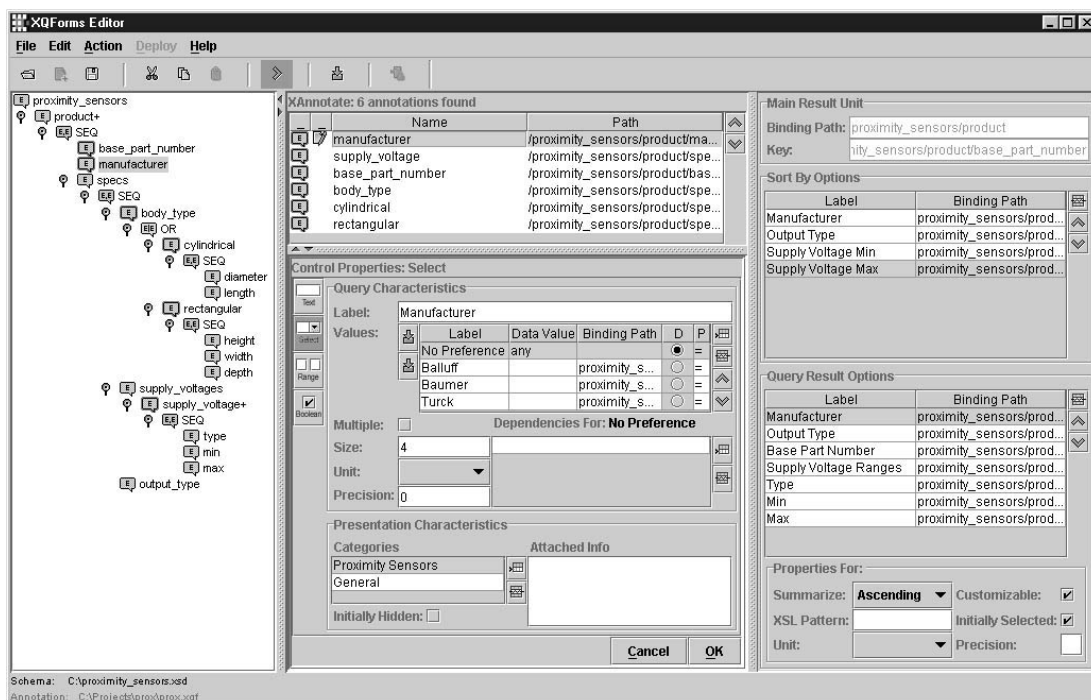 XQForms Editor
File Edit Action Deploy Help
proximity_sensors
product+
SEQ
base_part_number
manufacturer
specs
SEQ
body_type
OR
cylindrical
SEQ
diameter
length
rectangular
SEQ
height
width
depth
supply_voltages
supply_voltage+
SEQ
type
min
max
output_type
XAnnotate: 6 annotations found
Name Path
manufacturer /proximity_sensors/product/ma...
supply_voltage /proximity_sensors/product/spe...
base_part_number /proximity_sensors/product/bas...
body_type /proximity_sensors/product/spe...
cylindrical /proximity_sensors/product/spe...
rectangular /proximity_sensors/product/spe...
Control Properties: Select
Text
Select
Range
Boolean
Query Characteristics
Label: Manufacturer
Values:
Label Data Value Binding Path D P
No Preference any =
Balluff proximity_s... =
Baumer proximity_s... =
Turck proximity_s... =
Multiple: Dependencies For: No Preference
Size: 4
Unit:
Precision: 0
Presentation Characteristics
Categories Attached Info
Proximity Sensors
General
Initially Hidden:
Cancel OK
Main Result Unit
Binding Path: proximity_sensors/product
Key: nity_sensors/product/base_part_number
Sort By Options
Label Binding Path
Manufacturer proximity_sensors/prod...
Output Type proximity_sensors/prod...
Supply Voltage Min proximity_sensors/prod...
Supply Voltage Max proximity_sensors/prod...
Query Result Options
Label Binding Path
Manufacturer proximity_sensors/prod...
Output Type proximity_sensors/prod...
Base Part Number proximity_sensors/prod...
Supply Voltage Ranges proximity_sensors/prod...
Type proximity_sensors/prod...
Min proximity_sensors/prod...
Max proximity_sensors/prod...
Properties For:
Summarize: Ascending Customizable:
XSL Pattern: Initially Selected:
Unit: Precision:
Schema: C:\proximity_sensors.xsd
Annotation: C:\Projects\prox\prox.xqf